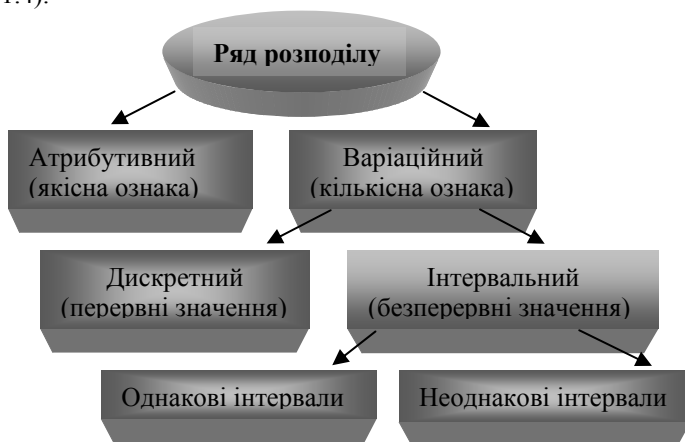 1.4).
Ряд розподілу
Атрибутивний
(якісна ознака)
Варіаційний
(кількісна ознака)
Дискретний
(перервні значення)
Інтервальний
(безперервні значення)
Однакові інтервали
Неоднакові інтервали